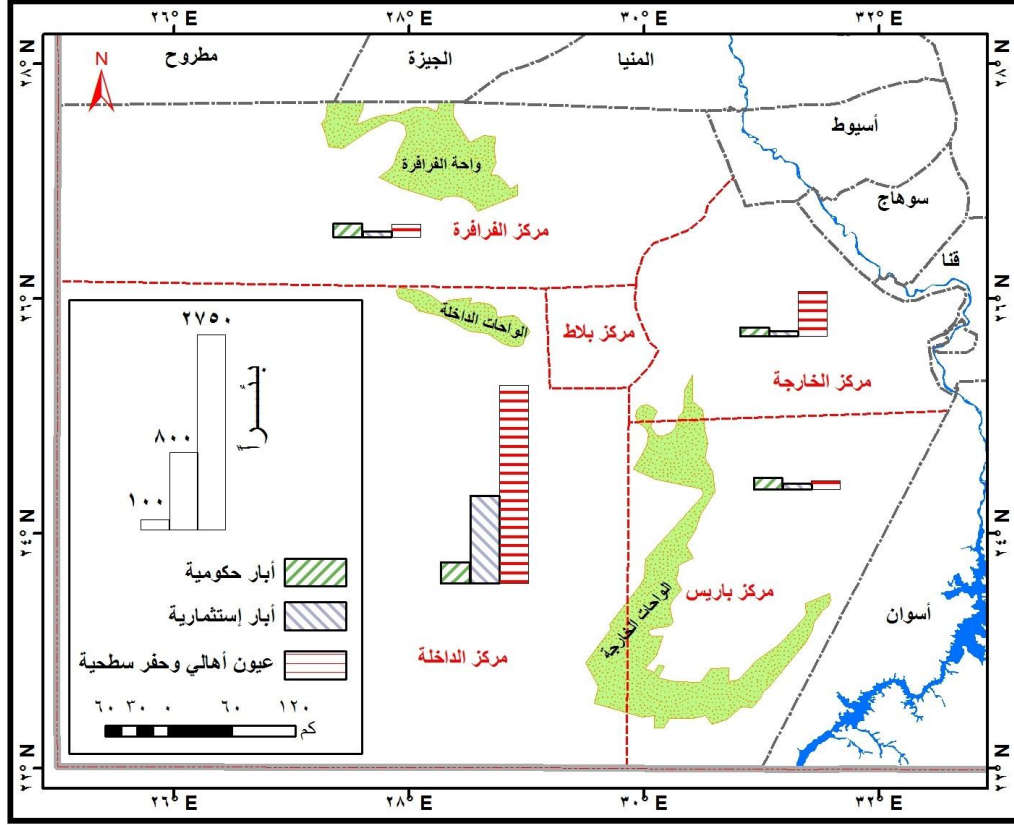 ٢٦° E
٢٨° E
٣٠° E
٣٢° E
٢٨° N
مطروح
الجيزة
المنيا
٢٨° N
N
أسيوط
واحة الفرافرة
سوهاج
مركز الفرافرة
قنا
٢٦° N
الواحات الداخلة
مركز بلاط
٢٦° N
مركز الخارجة
٢٧٥٠
٨٠٠
١٠٠
بئـــراً
٢٤° N
٢٤° N
أبار حكومية
أبار إستثمارية
عيون أهالي وحفر سطحية
مركز باريس
الواحات الخارجة
أسوان
مركز الداخلة
٦٠ ٣٠ ٠ ٦٠ ١٢٠
كم
٢٢° N
٢٢° N
٢٦° E
٢٨° E
٣٠° E
٣٢° E